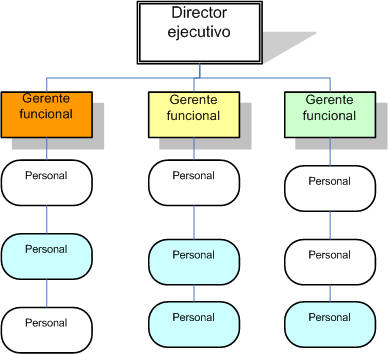 Director
ejecutivo
Gerente
funcional
Gerente
funcional
Gerente
funcional
Personal
Personal
Personal
Personal
Personal
Personal
Personal
Personal
Personal